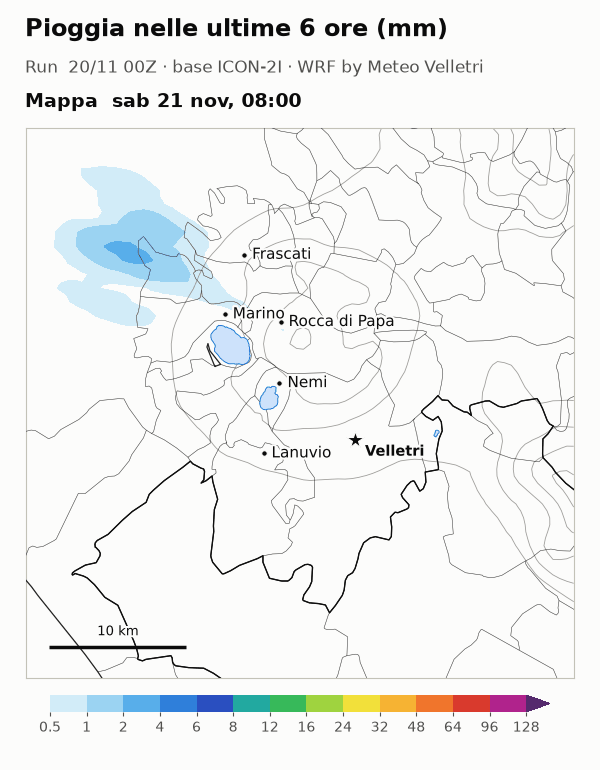 Pioggia nelle ultime 6 ore (mm)
Run  20/11 00Z · base ICON-2I · WRF by Meteo Velletri
Mappa  sab 21 nov, 08:00
Frascati
Marino
Rocca di Papa
Nemi
Velletri
Lanuvio
10 km
0.5 1 2 4 6 8 12 16 24 32 48 64 96 128